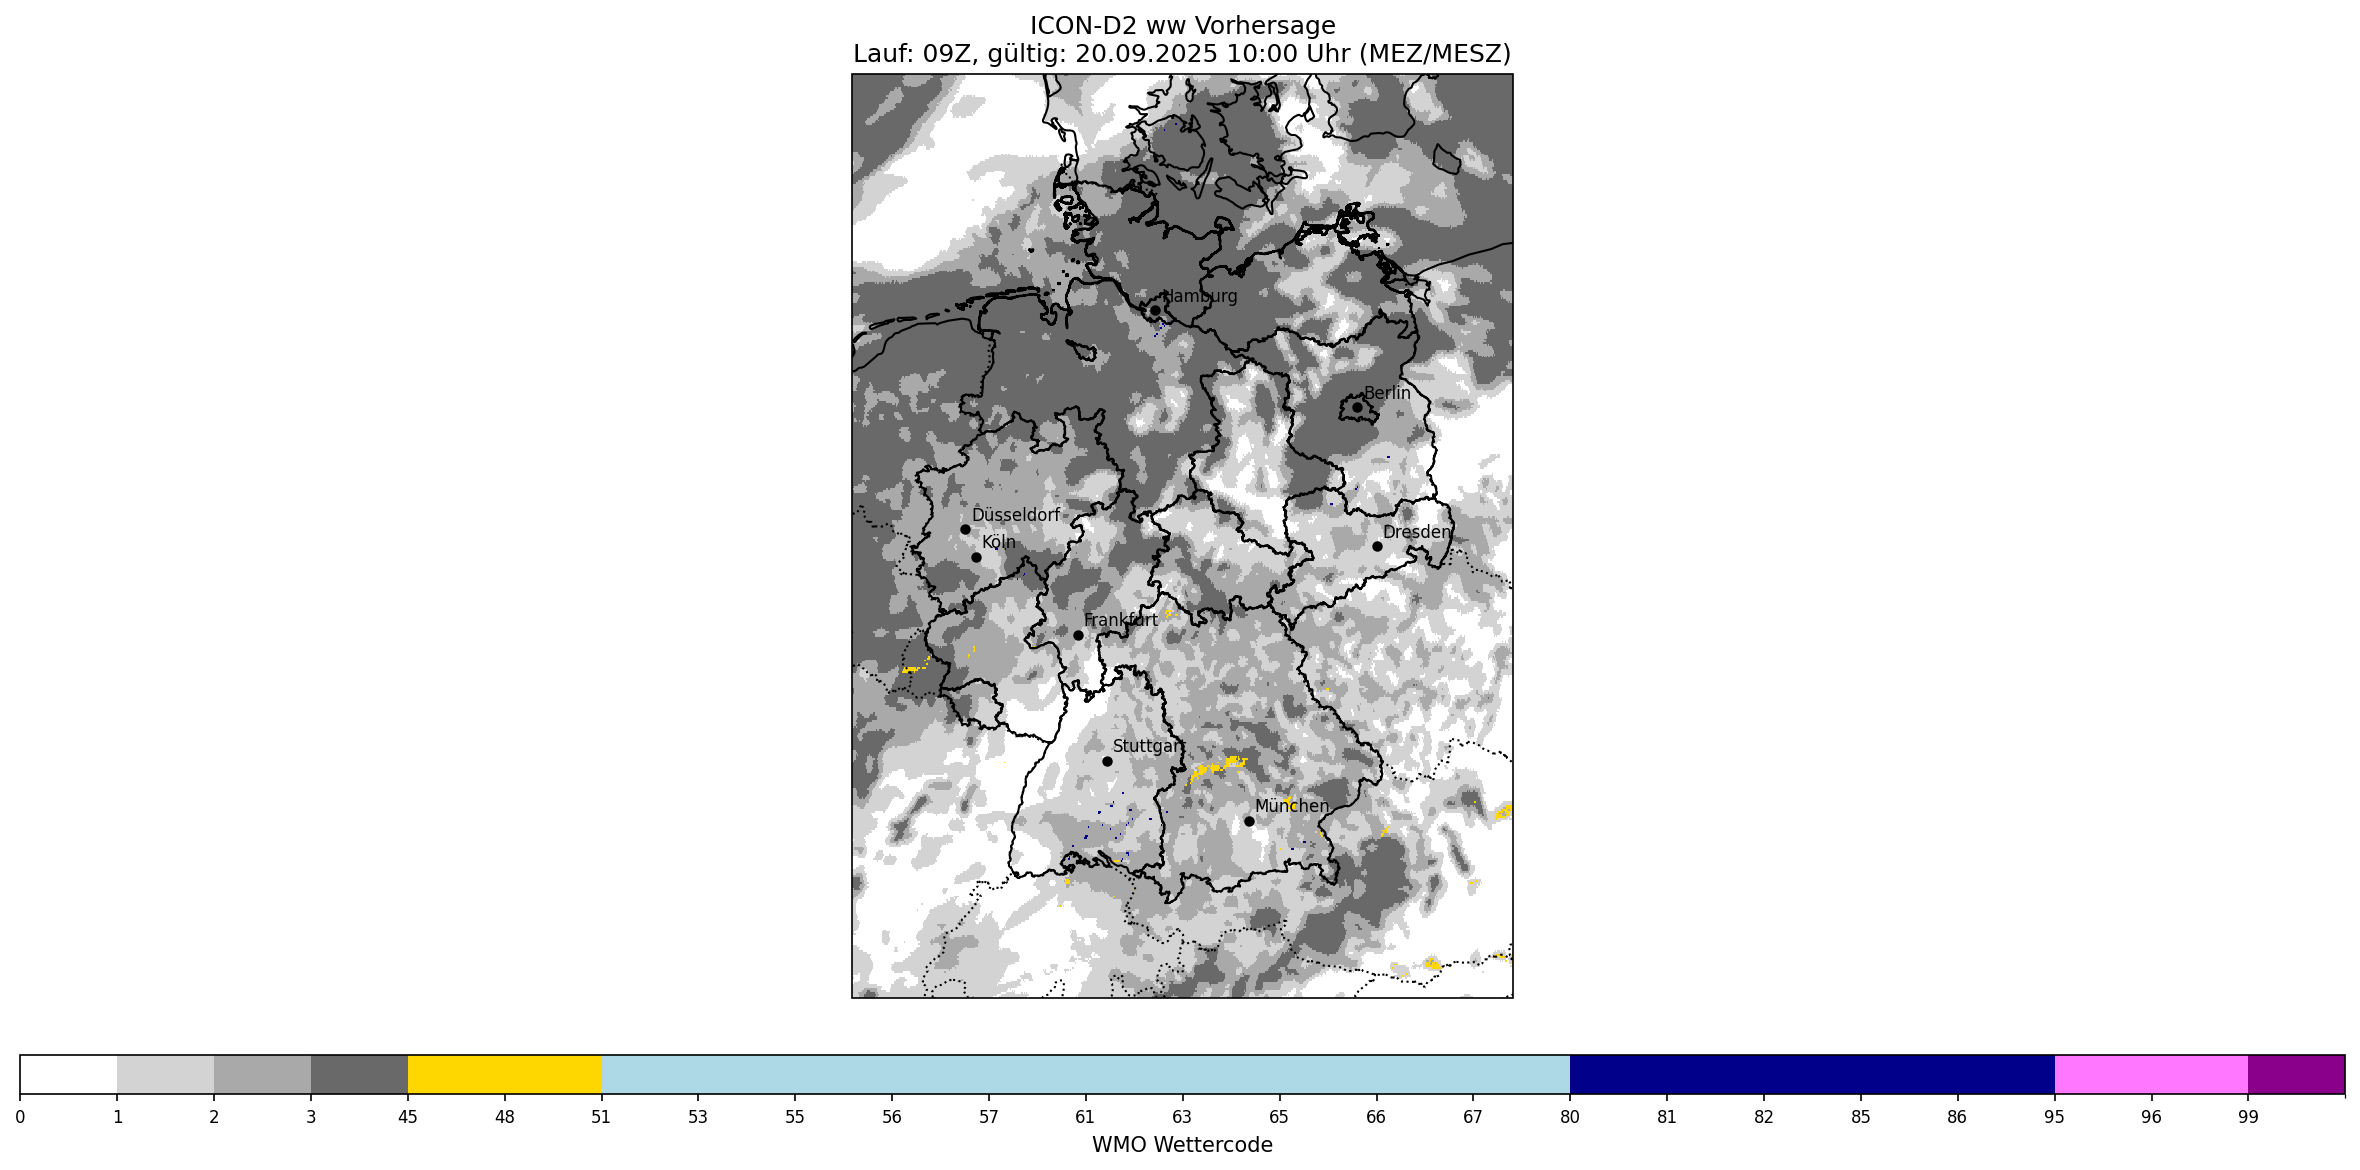 ICON-D2 ww Vorhersage
Lauf: 09Z, gültig: 20.09.2025 10:00 Uhr (MEZ/MESZ)
Hamburg
Berlin
Düsseldorf
Köln
Dresden
Frankfurt
Stuttgart
München
0 1 2 3 45 48 51 53 55 56 57 61 63 65 66 67 80 81 82 85 86 95 96 99
WMO Wettercode